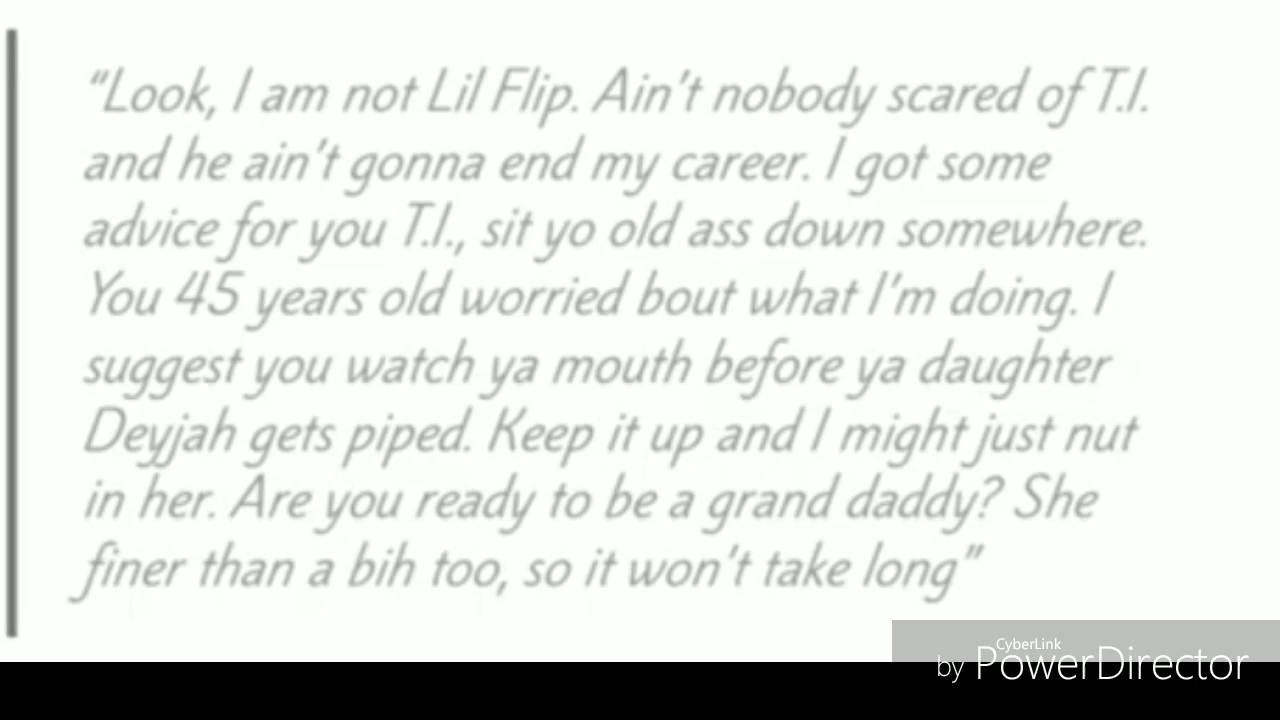 “Look, I am not Lil Flip. Ain't nobody scared of T.I.
and he ain't gonna end my career. I got some
advice for you T.I., sit yo old ass down somewhere.
You 45 years old worried bout what I'm doing. I
suggest you watch ya mouth before ya daughter
Deyjah gets piped. Keep it up and I might just nut
in her. Are you ready to be a grand daddy? She
finer than a bih too, so it won't take long”
CyberLink
by PowerDirector